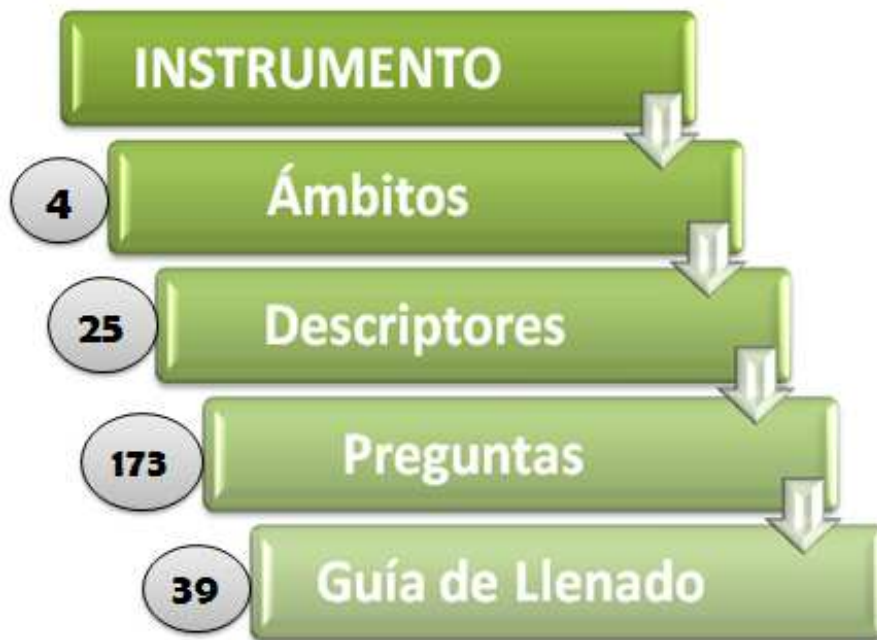 INSTRUMENTO
4 Ámbitos
25 Descriptores
173 Preguntas
39 Guía de Llenado